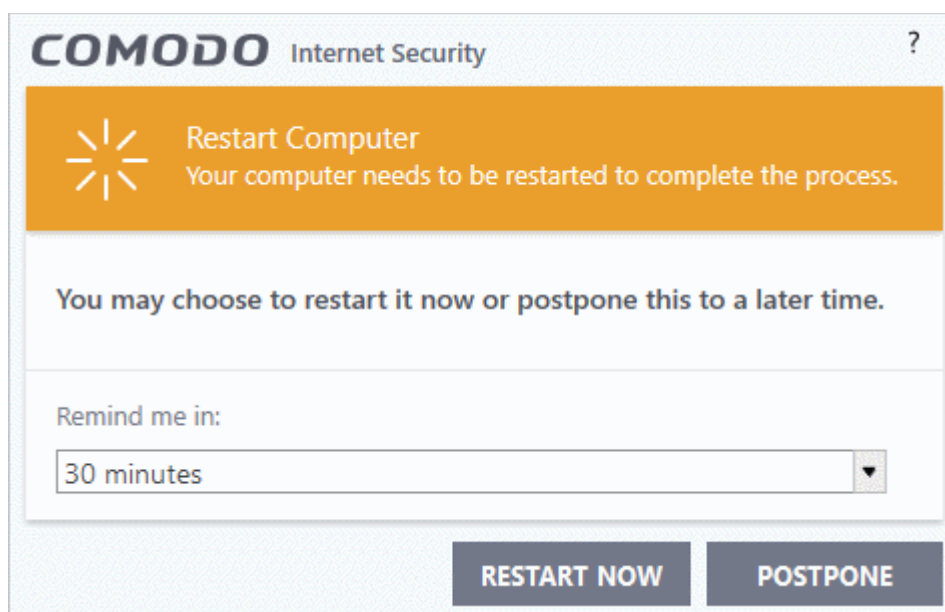 COMODO Internet Security ?
Restart Computer
Your computer needs to be restarted to complete the process.
You may choose to restart it now or postpone this to a later time.
Remind me in:
30 minutes
RESTART NOW POSTPONE